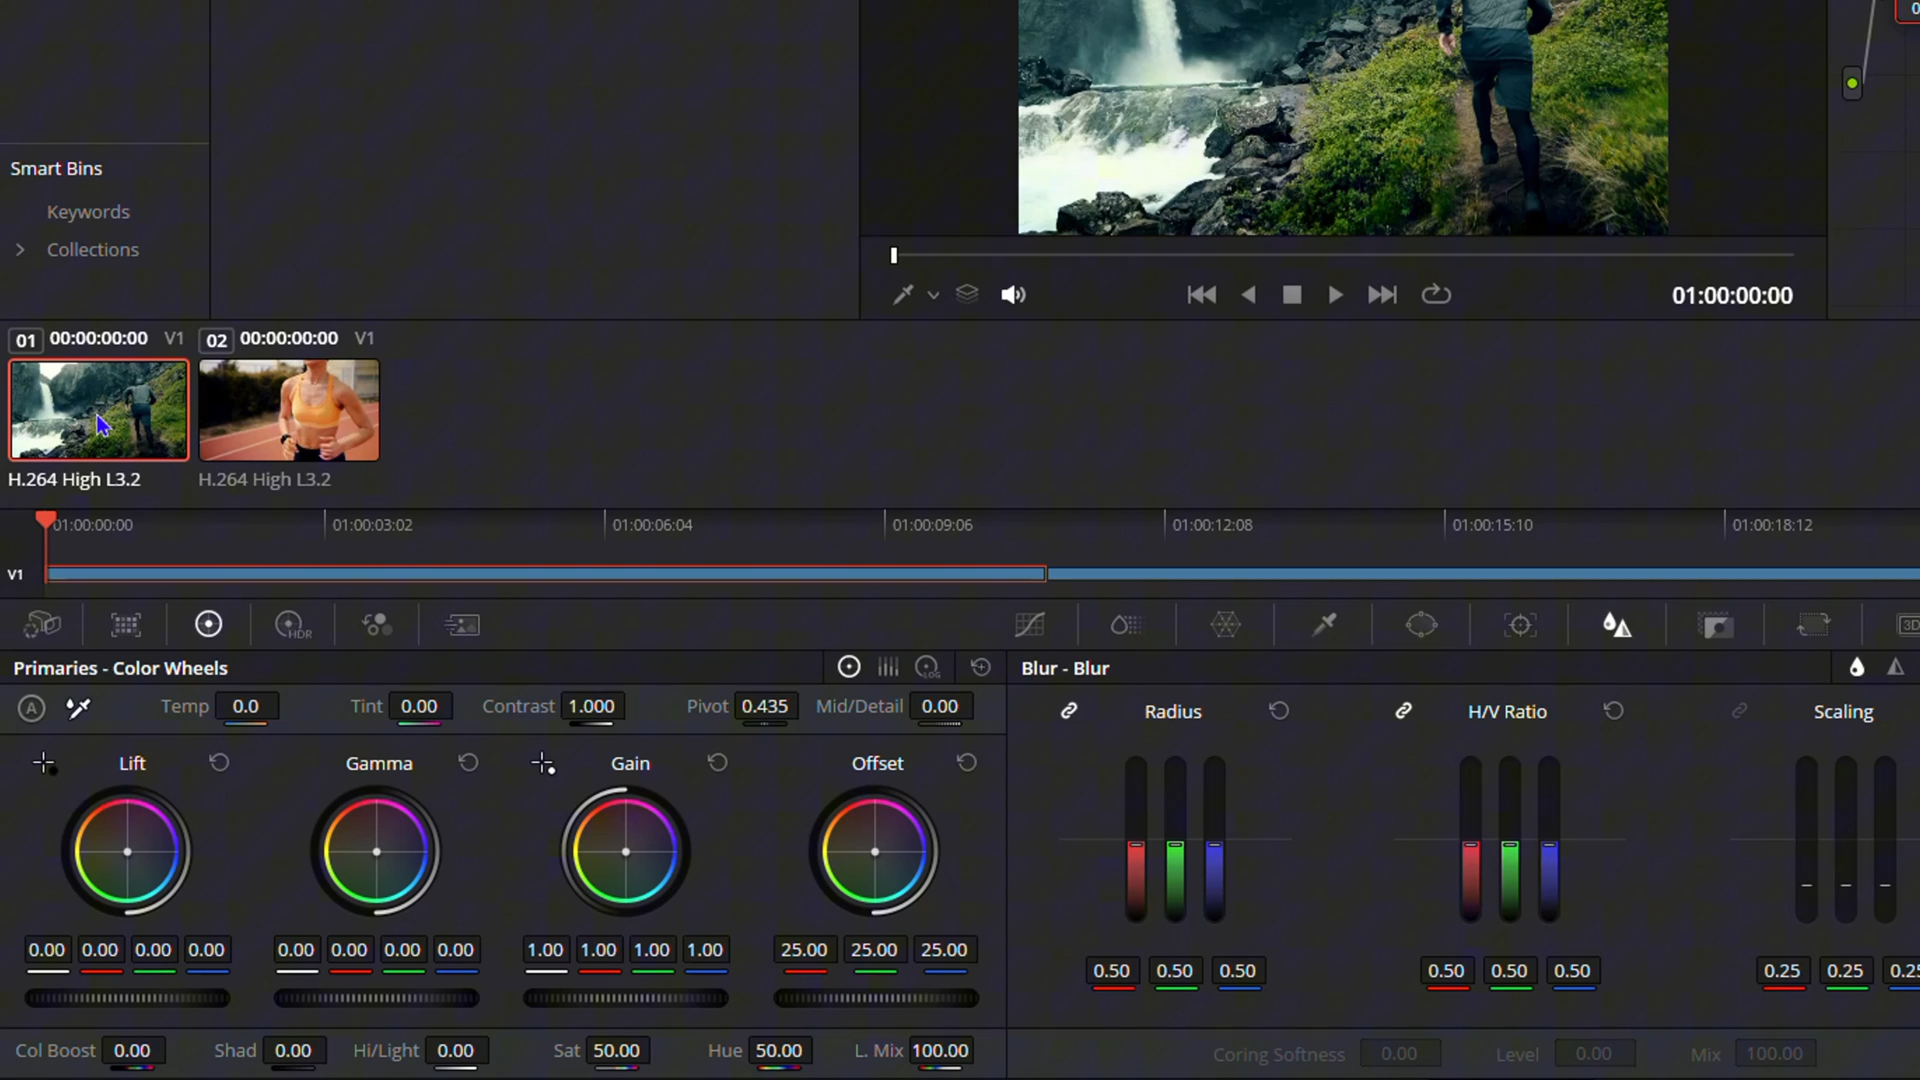 Smart Bins
Keywords
Collections
01:00:00:00
01 00:00:00:00 V1 02 00:00:00:00 V1
H.264 High L3.2 H.264 High L3.2
01:00:00:00 01:00:03:02 01:00:06:04 01:00:09:06 01:00:12:08 01:00:15:10 01:00:18:12
V1
HDR 3D
Primaries - Color Wheels LOG Blur - Blur
A Temp 0.0 Tint 0.00 Contrast 1.000 Pivot 0.435 Mid/Detail 0.00 Radius H/V Ratio Scaling
Lift Gamma Gain Offset
0.00 0.00 0.00 0.00 0.00 0.00 0.00 0.00 1.00 1.00 1.00 1.00 25.00 25.00 25.00
0.50 0.50 0.50 0.50 0.50 0.50 0.25 0.25 0.25
Col Boost 0.00 Shad 0.00 Hi/Light 0.00 Sat 50.00 Hue 50.00 L. Mix 100.00
Coring Softness 0.00 Level 0.00 Mix 100.00